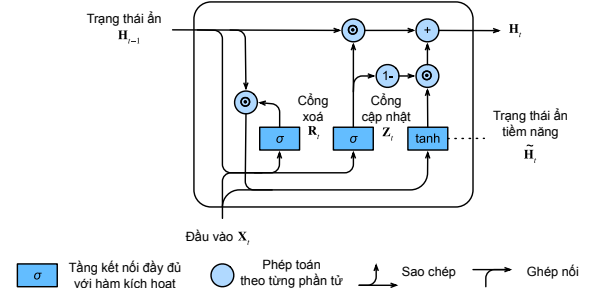 Trạng thái ẩn
H_{t−1}
H_t
1-
Cổng
xoá
R_t
Cổng
cập nhật
Z_t
σ
σ
tanh
Trạng thái ẩn
tiềm năng
H̃_t
Đầu vào X_t
σ
Tầng kết nối đầy đủ
với hàm kích hoạt
Phép toán
theo từng phần tử
Sao chép
Ghép nối